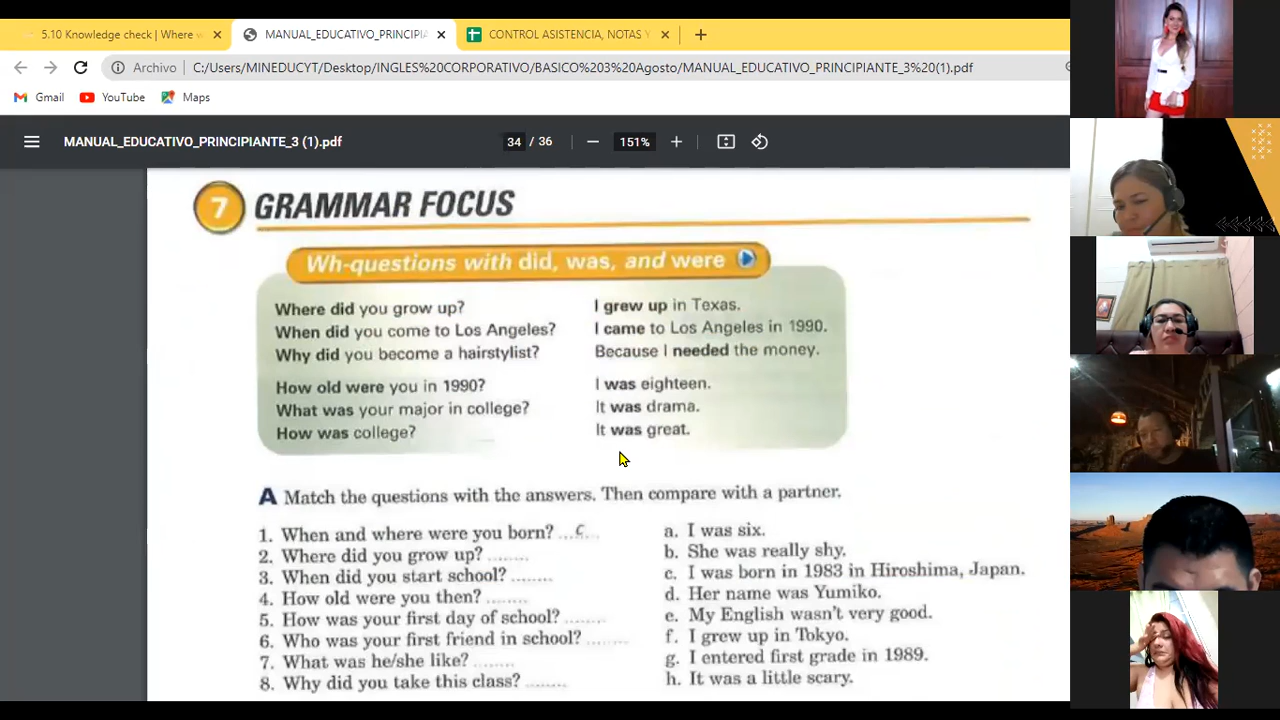 5.10 Knowledge check | Where
MANUAL_EDUCATIVO_PRINCIPIA
CONTROL ASISTENCIA, NOTAS Y
Archivo C:/Users/MINEDUCYT/Desktop/INGLES%20CORPORATIVO/BASICO%203%20Agosto/MANUAL_EDUCATIVO_PRINCIPIANTE_3%20(1).pdf
Gmail YouTube Maps
MANUAL_EDUCATIVO_PRINCIPIANTE_3 (1).pdf 34 / 36 151%
7 GRAMMAR FOCUS
Wh-questions with did, was, and were
Where did you grow up? I grew up in Texas.
When did you come to Los Angeles? I came to Los Angeles in 1990.
Why did you become a hairstylist? Because I needed the money.
How old were you in 1990? I was eighteen.
What was your major in college? It was drama.
How was college? It was great.
A Match the questions with the answers. Then compare with a partner.
1. When and where were you born? ...c... a. I was six.
2. Where did you grow up? ........ b. She was really shy.
3. When did you start school? ........ c. I was born in 1983 in Hiroshima, Japan.
4. How old were you then? ........ d. Her name was Yumiko.
5. How was your first day of school? ........ e. My English wasn't very good.
6. Who was your first friend in school? ........ f. I grew up in Tokyo.
7. What was he/she like? ........ g. I entered first grade in 1989.
8. Why did you take this class? ........ h. It was a little scary.